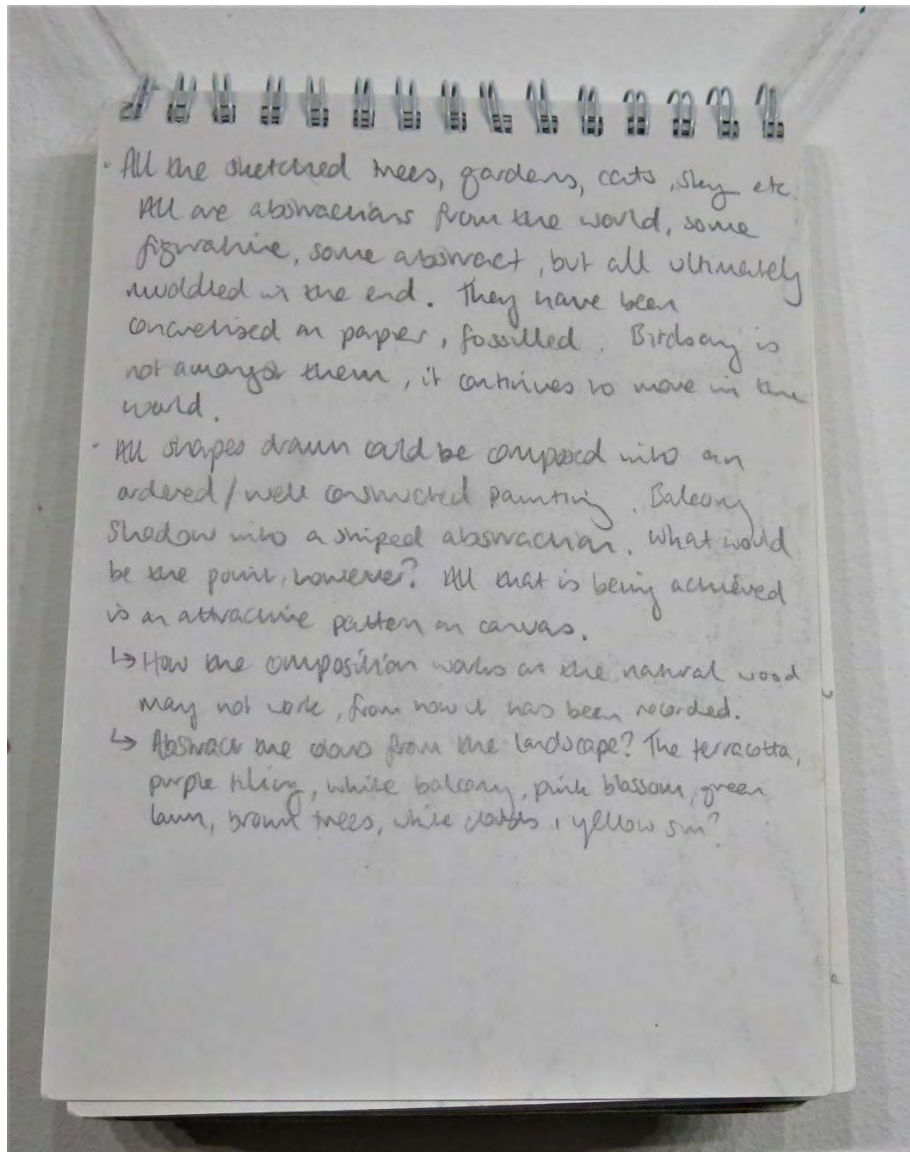 · All the sketched trees, gardens, cats, sky etc.
All are abstractions from the world, some
figurative, some abstract, but all ultimately
muddled in the end. They have been
concretised on paper, fossilled. Birdsong is
not amongst them, it continues to move in the
world.
· All shapes drawn could be composed into an
ordered/well constructed painting. Balcony
shadow into a striped abstraction. What would
be the point, however? All that is being achieved
is an attractive pattern on canvas.
↳ How the composition works in the natural wood
may not work, from how it has been recorded.
↳ Abstract the colours from the landscape? The terracotta,
purple tiling, white balcony, pink blossom, green
lawn, brown trees, white clouds, yellow sun?